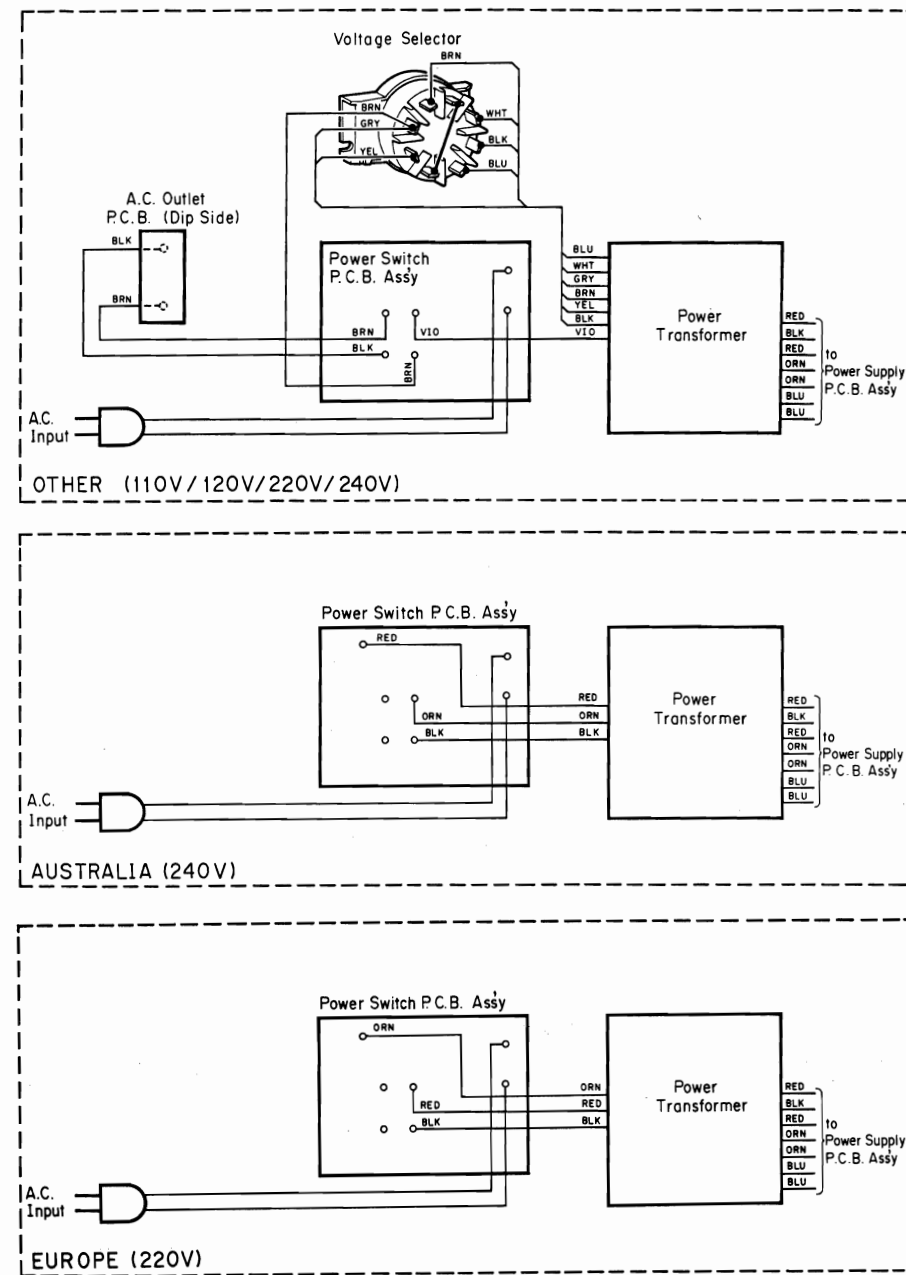 Voltage Selector
BRN
BRN
GRY
YEL
WHT
BLK
BLU
A.C. Outlet
P.C.B. (Dip Side)
BLK
BRN
Power Switch
P.C.B. Ass'y
BRN
BLK
VIO
BRN
BLU
WHT
GRY
BRN
YEL
BLK
VIO
Power
Transformer
RED
BLK
RED
ORN
ORN
BLU
BLU
to
Power Supply
P.C.B. Ass'y
A.C.
Input
OTHER (110V/120V/220V/240V)
Power Switch P.C.B. Ass'y
RED
ORN
BLK
RED
ORN
BLK
Power
Transformer
RED
BLK
RED
ORN
ORN
BLU
BLU
to
Power Supply
P.C.B. Ass'y
A.C.
Input
AUSTRALIA (240V)
Power Switch P.C.B. Ass'y
ORN
RED
BLK
ORN
RED
BLK
Power
Transformer
RED
BLK
RED
ORN
ORN
BLU
BLU
to
Power Supply
P.C.B. Ass'y
A.C.
Input
EUROPE (220V)